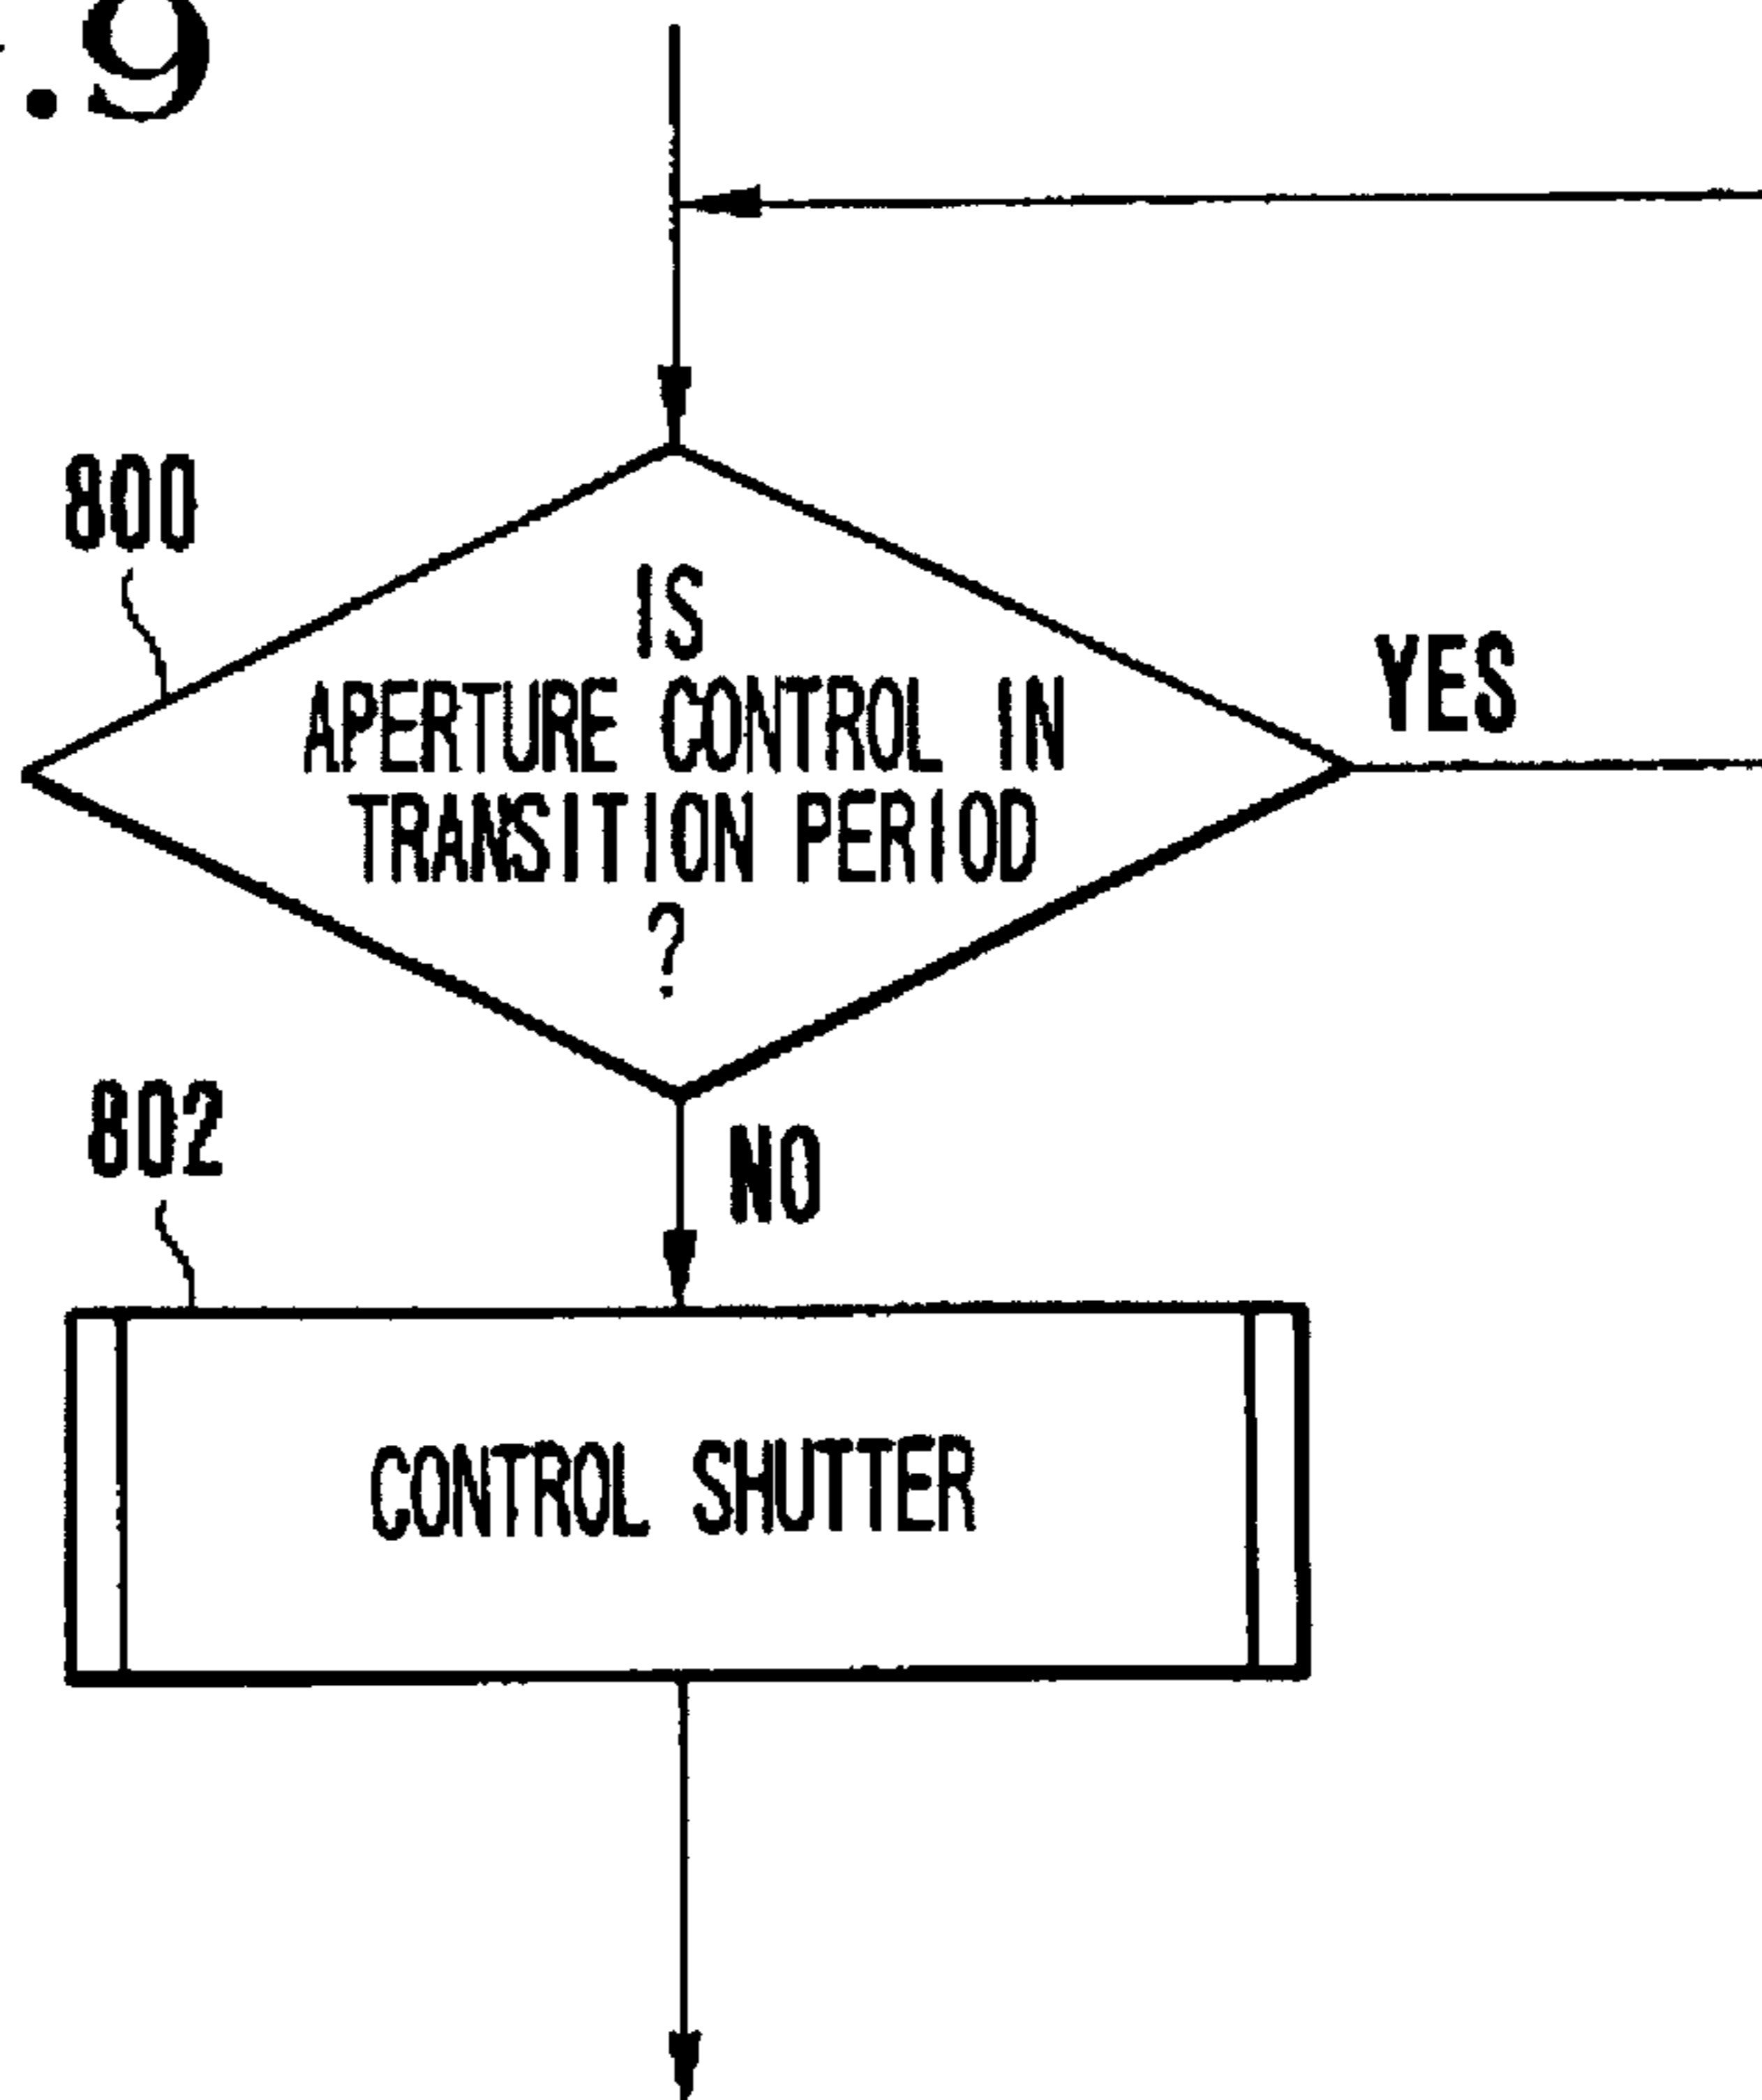 .9
800
IS
APERTURE CONTROL IN
TRANSITION PERIOD
?
YES
802
NO
CONTROL SHUTTER